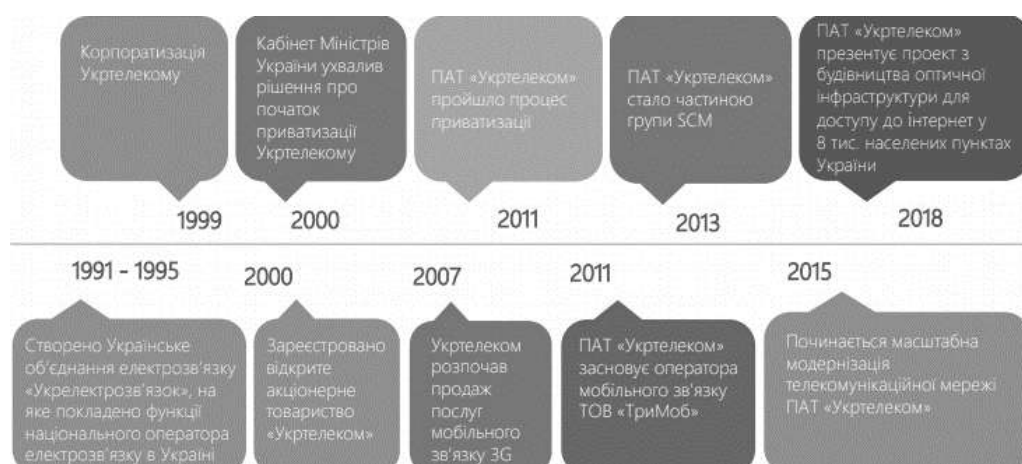 Корпоратизація
Укртелекому
Кабінет Міністрів
України ухвалив
рішення про
початок
приватизації
Укртелекому
ПАТ «Укртелеком»
пройшло процес
приватизації
ПАТ «Укртелеком»
стало частиною
групи SCM
ПАТ «Укртелеком»
презентує проект з
будівництва оптичної
інфраструктури для
доступу до інтернет у
8 тис. населених пунктах
України
1999
2000
2011
2013
2018
1991 - 1995
2000
2007
2011
2015
Створено Українське
об'єднання електрозв'язку
«Укрелектрозв'язок», на
яке покладено функції
національного оператора
електрозв'язку в Україні
Зареєстровано
відкрите
акціонерне
товариство
«Укртелеком»
Укртелеком
розпочав
продаж
послуг
мобільного
зв'язку 3G
ПАТ «Укртелеком»
засновує оператора
мобільного зв'язку
ТОВ «ТриМоб»
Починається масштабна
модернізація
телекомунікаційної мережі
ПАТ «Укртелеком»